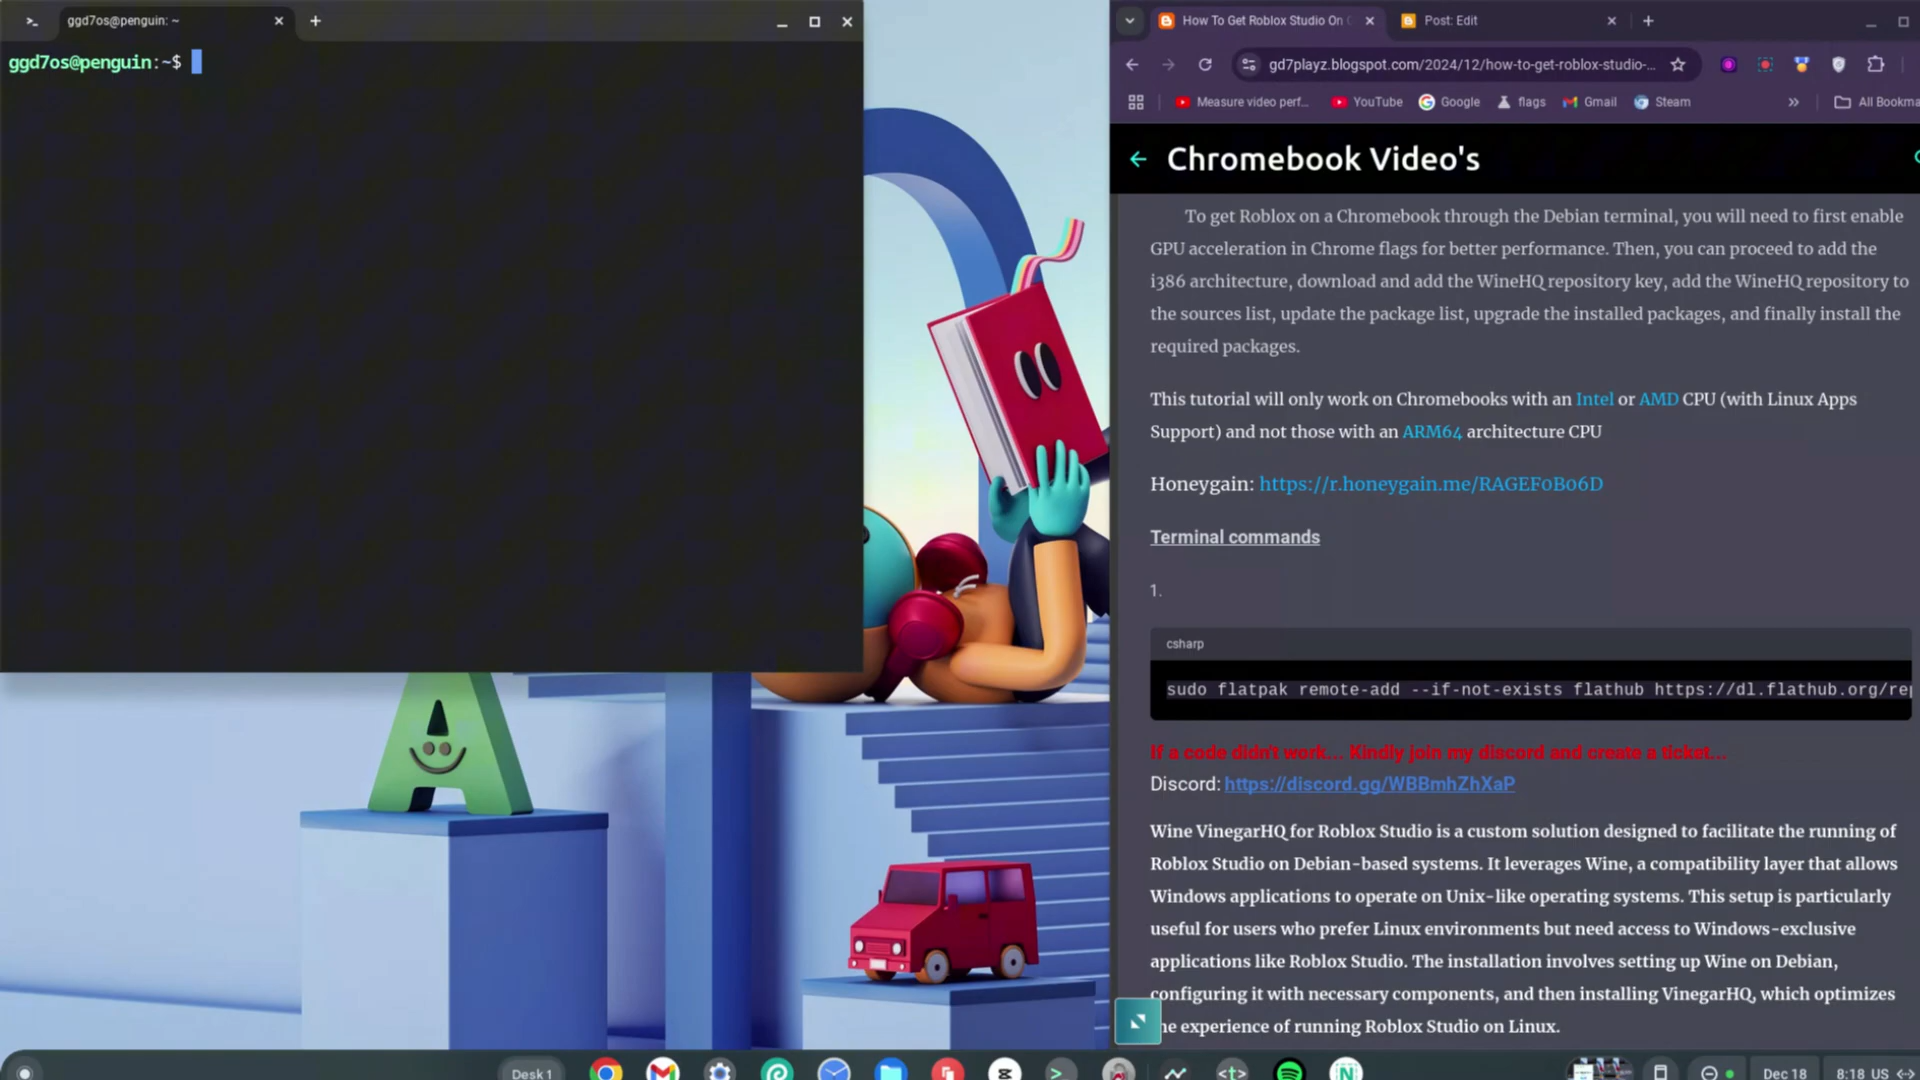 ggd7os@penguin: ~
ggd7os@penguin:~$
How To Get Roblox Studio On
Post: Edit
gd7playz.blogspot.com/2024/12/how-to-get-roblox-studio-...
Measure video perf...
YouTube
Google
flags
Gmail
Steam
All Bookma
Chromebook Video's
To get Roblox on a Chromebook through the Debian terminal, you will need to first enable
GPU acceleration in Chrome flags for better performance. Then, you can proceed to add the
i386 architecture, download and add the WineHQ repository key, add the WineHQ repository to
the sources list, update the package list, upgrade the installed packages, and finally install the
required packages.
This tutorial will only work on Chromebooks with an Intel or AMD CPU (with Linux Apps
Support) and not those with an ARM64 architecture CPU
Honeygain: https://r.honeygain.me/RAGEF0B06D
Terminal commands
1.
csharp
sudo flatpak remote-add --if-not-exists flathub https://dl.flathub.org/rep
If a code didn't work... Kindly join my discord and create a ticket...
Discord: https://discord.gg/WBBmhZhXaP
Wine VinegarHQ for Roblox Studio is a custom solution designed to facilitate the running of
Roblox Studio on Debian-based systems. It leverages Wine, a compatibility layer that allows
Windows applications to operate on Unix-like operating systems. This setup is particularly
useful for users who prefer Linux environments but need access to Windows-exclusive
applications like Roblox Studio. The installation involves setting up Wine on Debian,
configuring it with necessary components, and then installing VinegarHQ, which optimizes
he experience of running Roblox Studio on Linux.
Desk 1
Dec 18
8:18 US